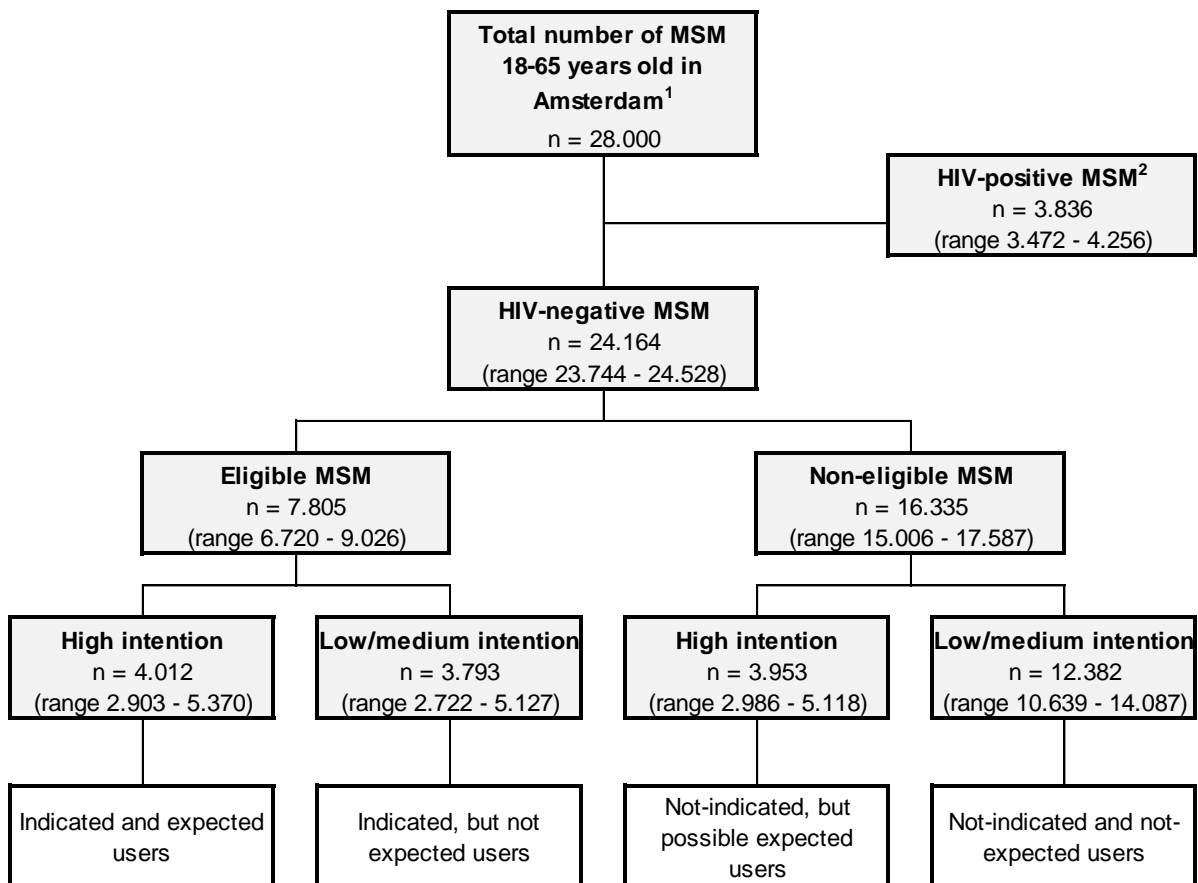 Total number of MSM
18-65 years old in
Amsterdam¹
n = 28.000
HIV-positive MSM²
n = 3.836
(range 3.472 - 4.256)
HIV-negative MSM
n = 24.164
(range 23.744 - 24.528)
Eligible MSM
n = 7.805
(range 6.720 - 9.026)
Non-eligible MSM
n = 16.335
(range 15.006 - 17.587)
High intention
n = 4.012
(range 2.903 - 5.370)
Low/medium intention
n = 3.793
(range 2.722 - 5.127)
High intention
n = 3.953
(range 2.986 - 5.118)
Low/medium intention
n = 12.382
(range 10.639 - 14.087)
Indicated and expected
users
Indicated, but not
expected users
Not-indicated, but
possible expected
users
Not-indicated and not-
expected users